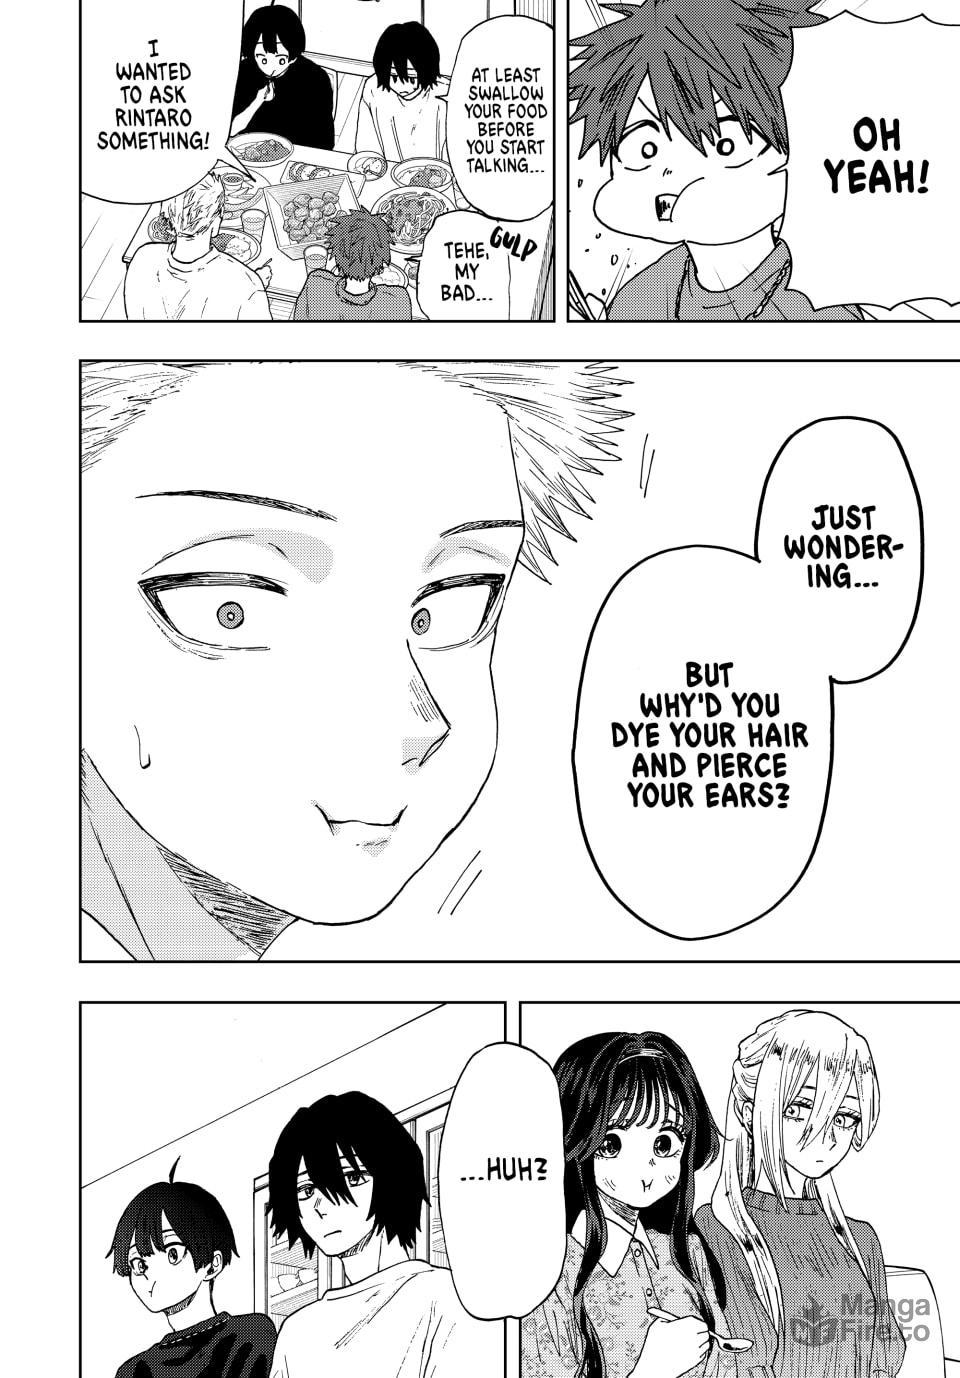 OH
YEAH!
AT LEAST
SWALLOW
YOUR FOOD
BEFORE
YOU START
TALKING...
GULP
TEHE,
MY
BAD...
I
WANTED
TO ASK
RINTARO
SOMETHING!
JUST
WONDER-
ING...
BUT
WHY'D YOU
DYE YOUR HAIR
AND PIERCE
YOUR EARS?
...HUH?
Manga
Fire.to